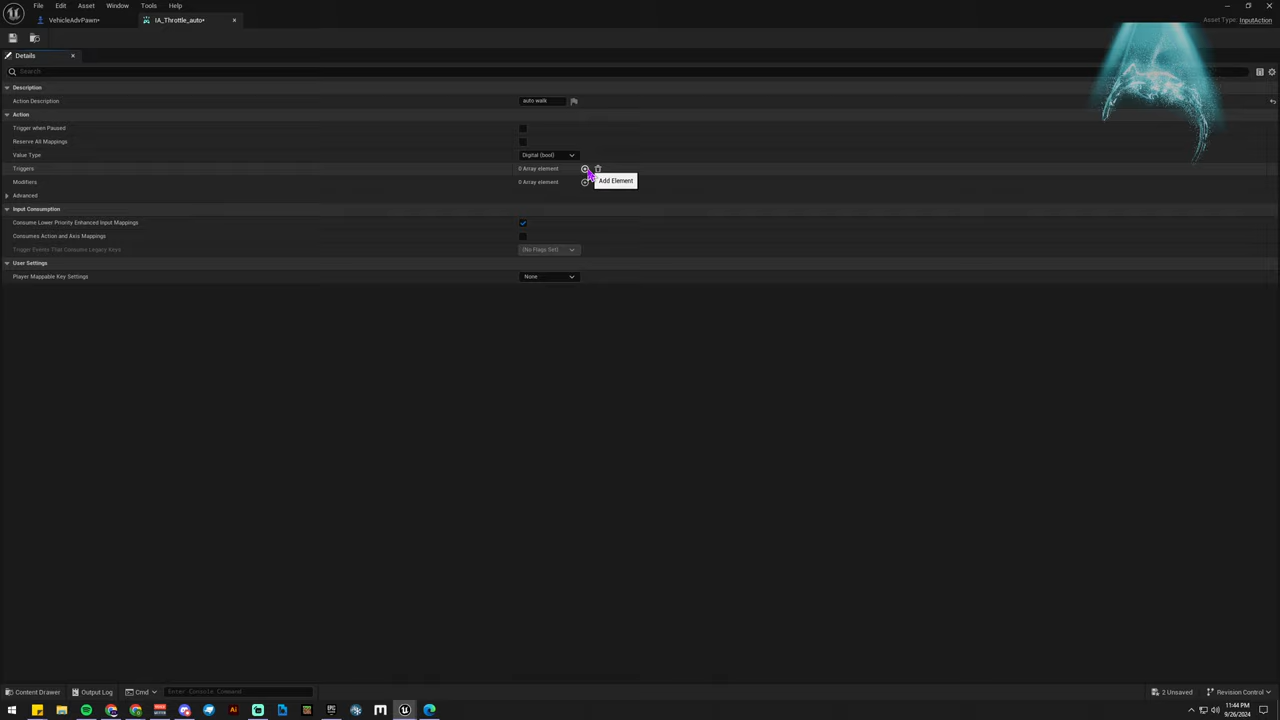 File Edit Asset Window Tools Help
VehicleAdvPawn* IA_Throttle_auto* Asset Type: InputAction
Details
Search
Description
Action Description auto walk
Action
Trigger when Paused
Reserve All Mappings
Value Type Digital (bool)
Triggers 0 Array element
Modifiers 0 Array element
Add Element
Advanced
Input Consumption
Consume Lower Priority Enhanced Input Mappings
Consumes Action and Axis Mappings
Trigger Events That Consume Legacy Keys (No Flags Set)
User Settings
Player Mappable Key Settings None
Content Drawer Output Log Cmd Enter Console Command 2 Unsaved Revision Control
11:44 PM
9/26/2024